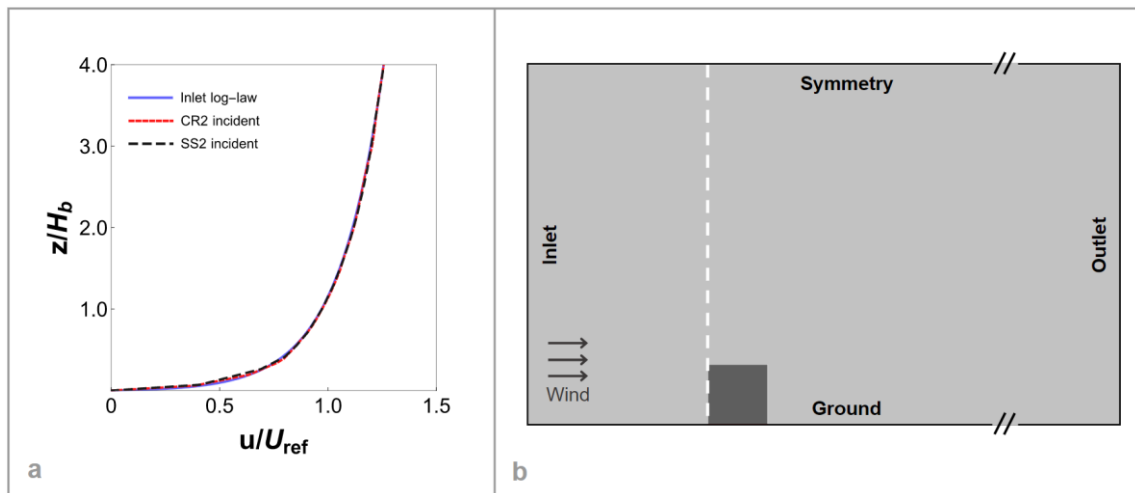 4.0
3.0
2.0
1.0
0
0.5
1.0
1.5
z/H_b
u/U_ref
Inlet log-law
CR2 incident
SS2 incident
a
Symmetry
Inlet
Outlet
Wind
Ground
b